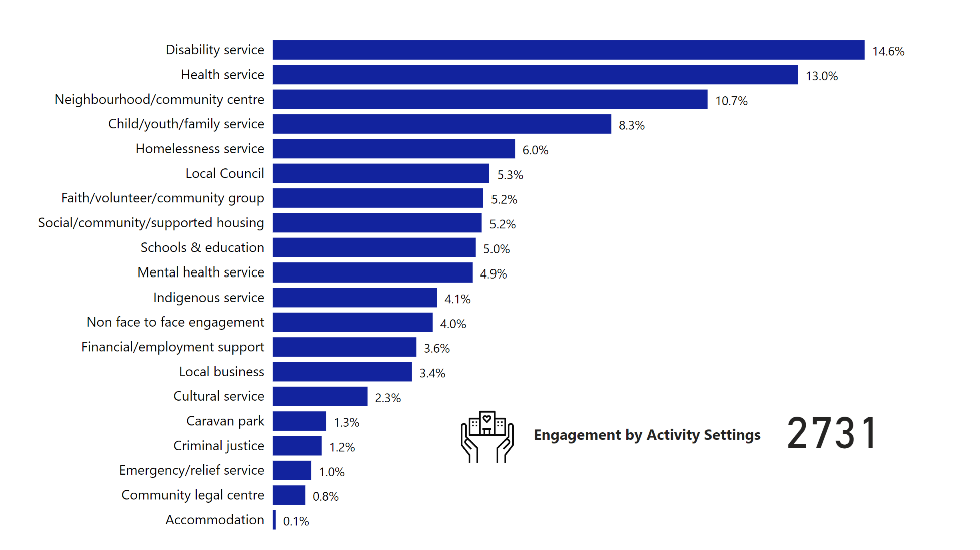 Disability service 14.6%
Health service 13.0%
Neighbourhood/community centre 10.7%
Child/youth/family service 8.3%
Homelessness service 6.0%
Local Council 5.3%
Faith/volunteer/community group 5.2%
Social/community/supported housing 5.2%
Schools & education 5.0%
Mental health service 4.9%
Indigenous service 4.1%
Non face to face engagement 4.0%
Financial/employment support 3.6%
Local business 3.4%
Cultural service 2.3%
Caravan park 1.3%
Criminal justice 1.2%
Emergency/relief service 1.0%
Community legal centre 0.8%
Accommodation 0.1%
Engagement by Activity Settings 2731